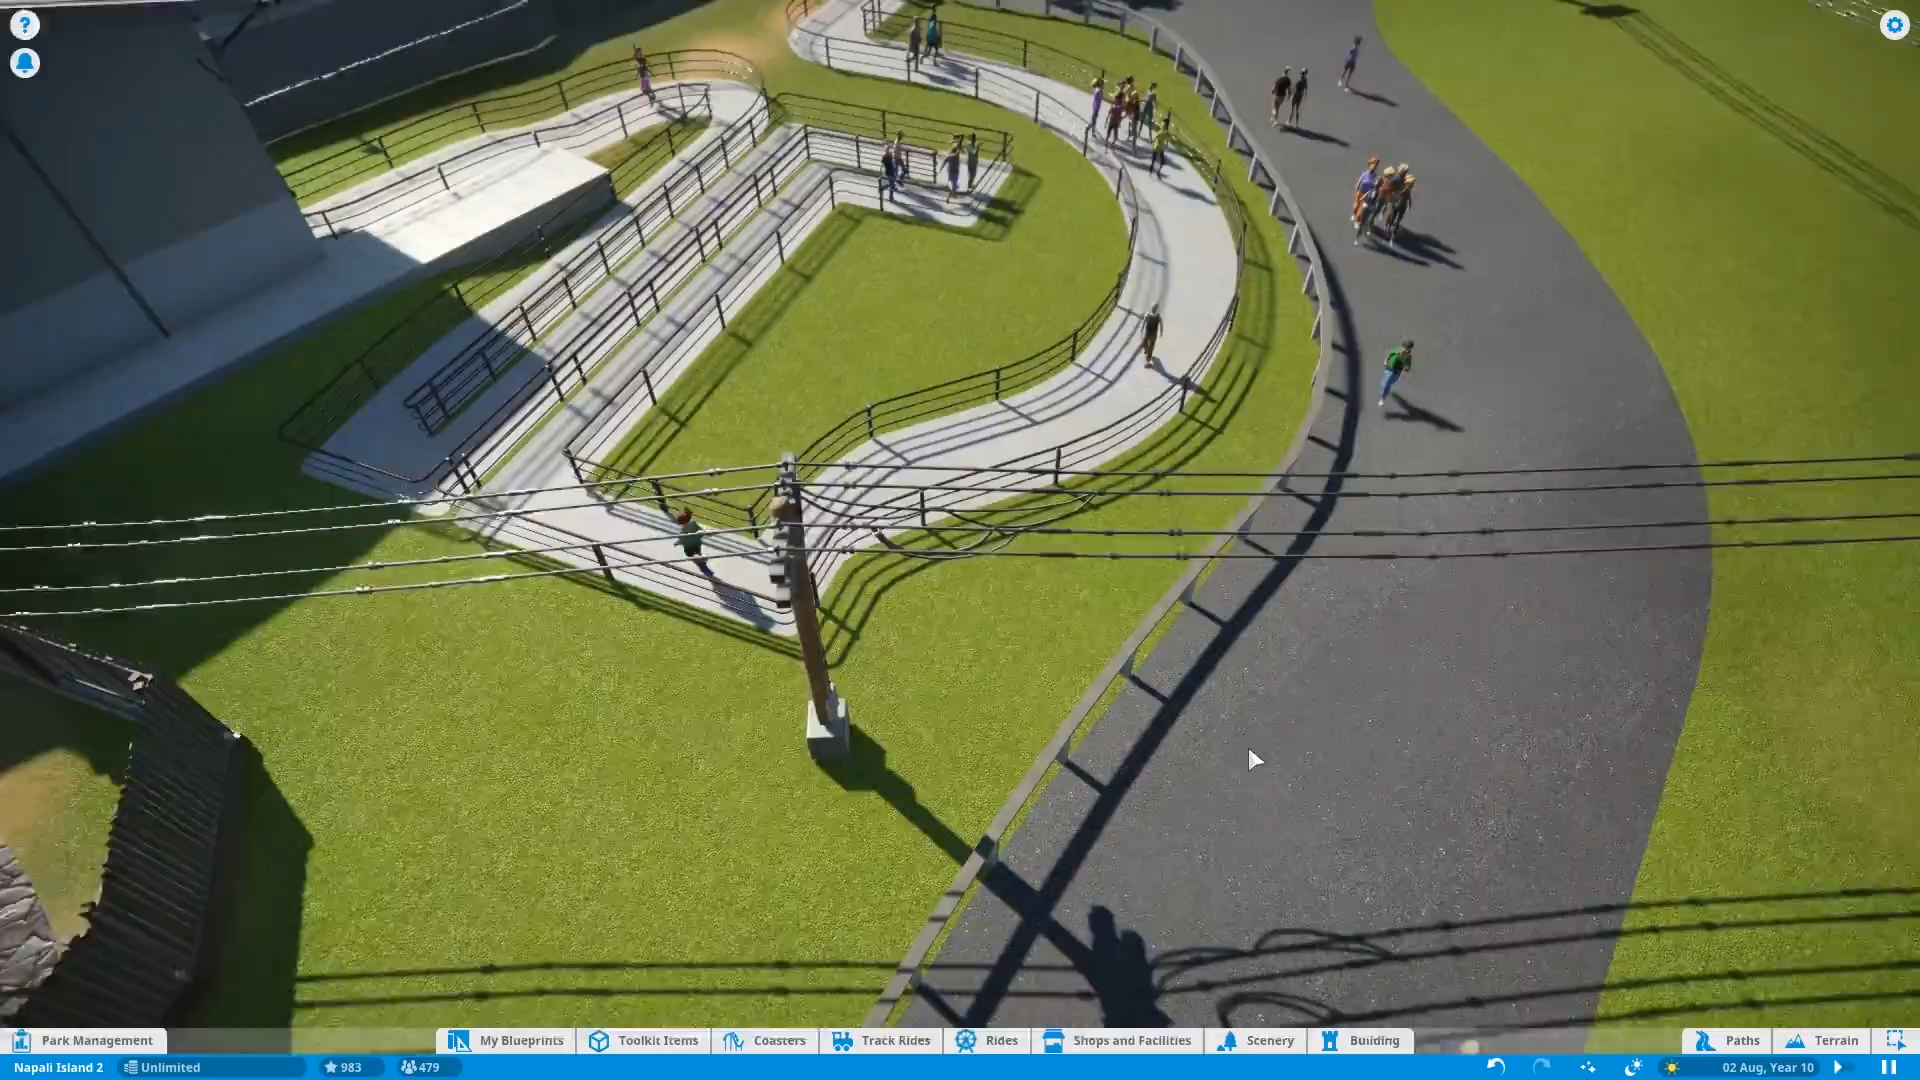 ?
Park Management
My Blueprints
Toolkit Items
Coasters
Track Rides
Rides
Shops and Facilities
Scenery
Building
Paths
Terrain
Napali Island 2
Unlimited
983
479
02 Aug, Year 10